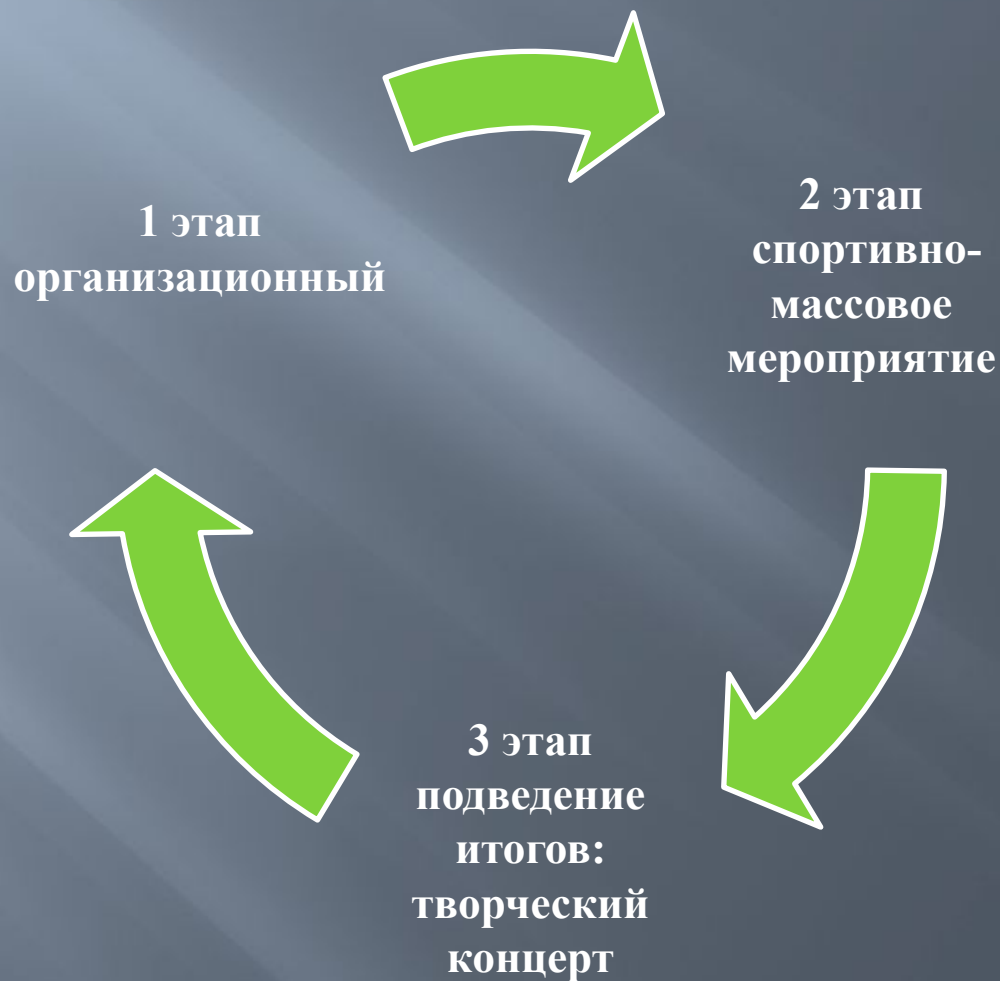 1 этап
организационный
2 этап
спортивно-
массовое
мероприятие
3 этап
подведение
итогов:
творческий
концерт